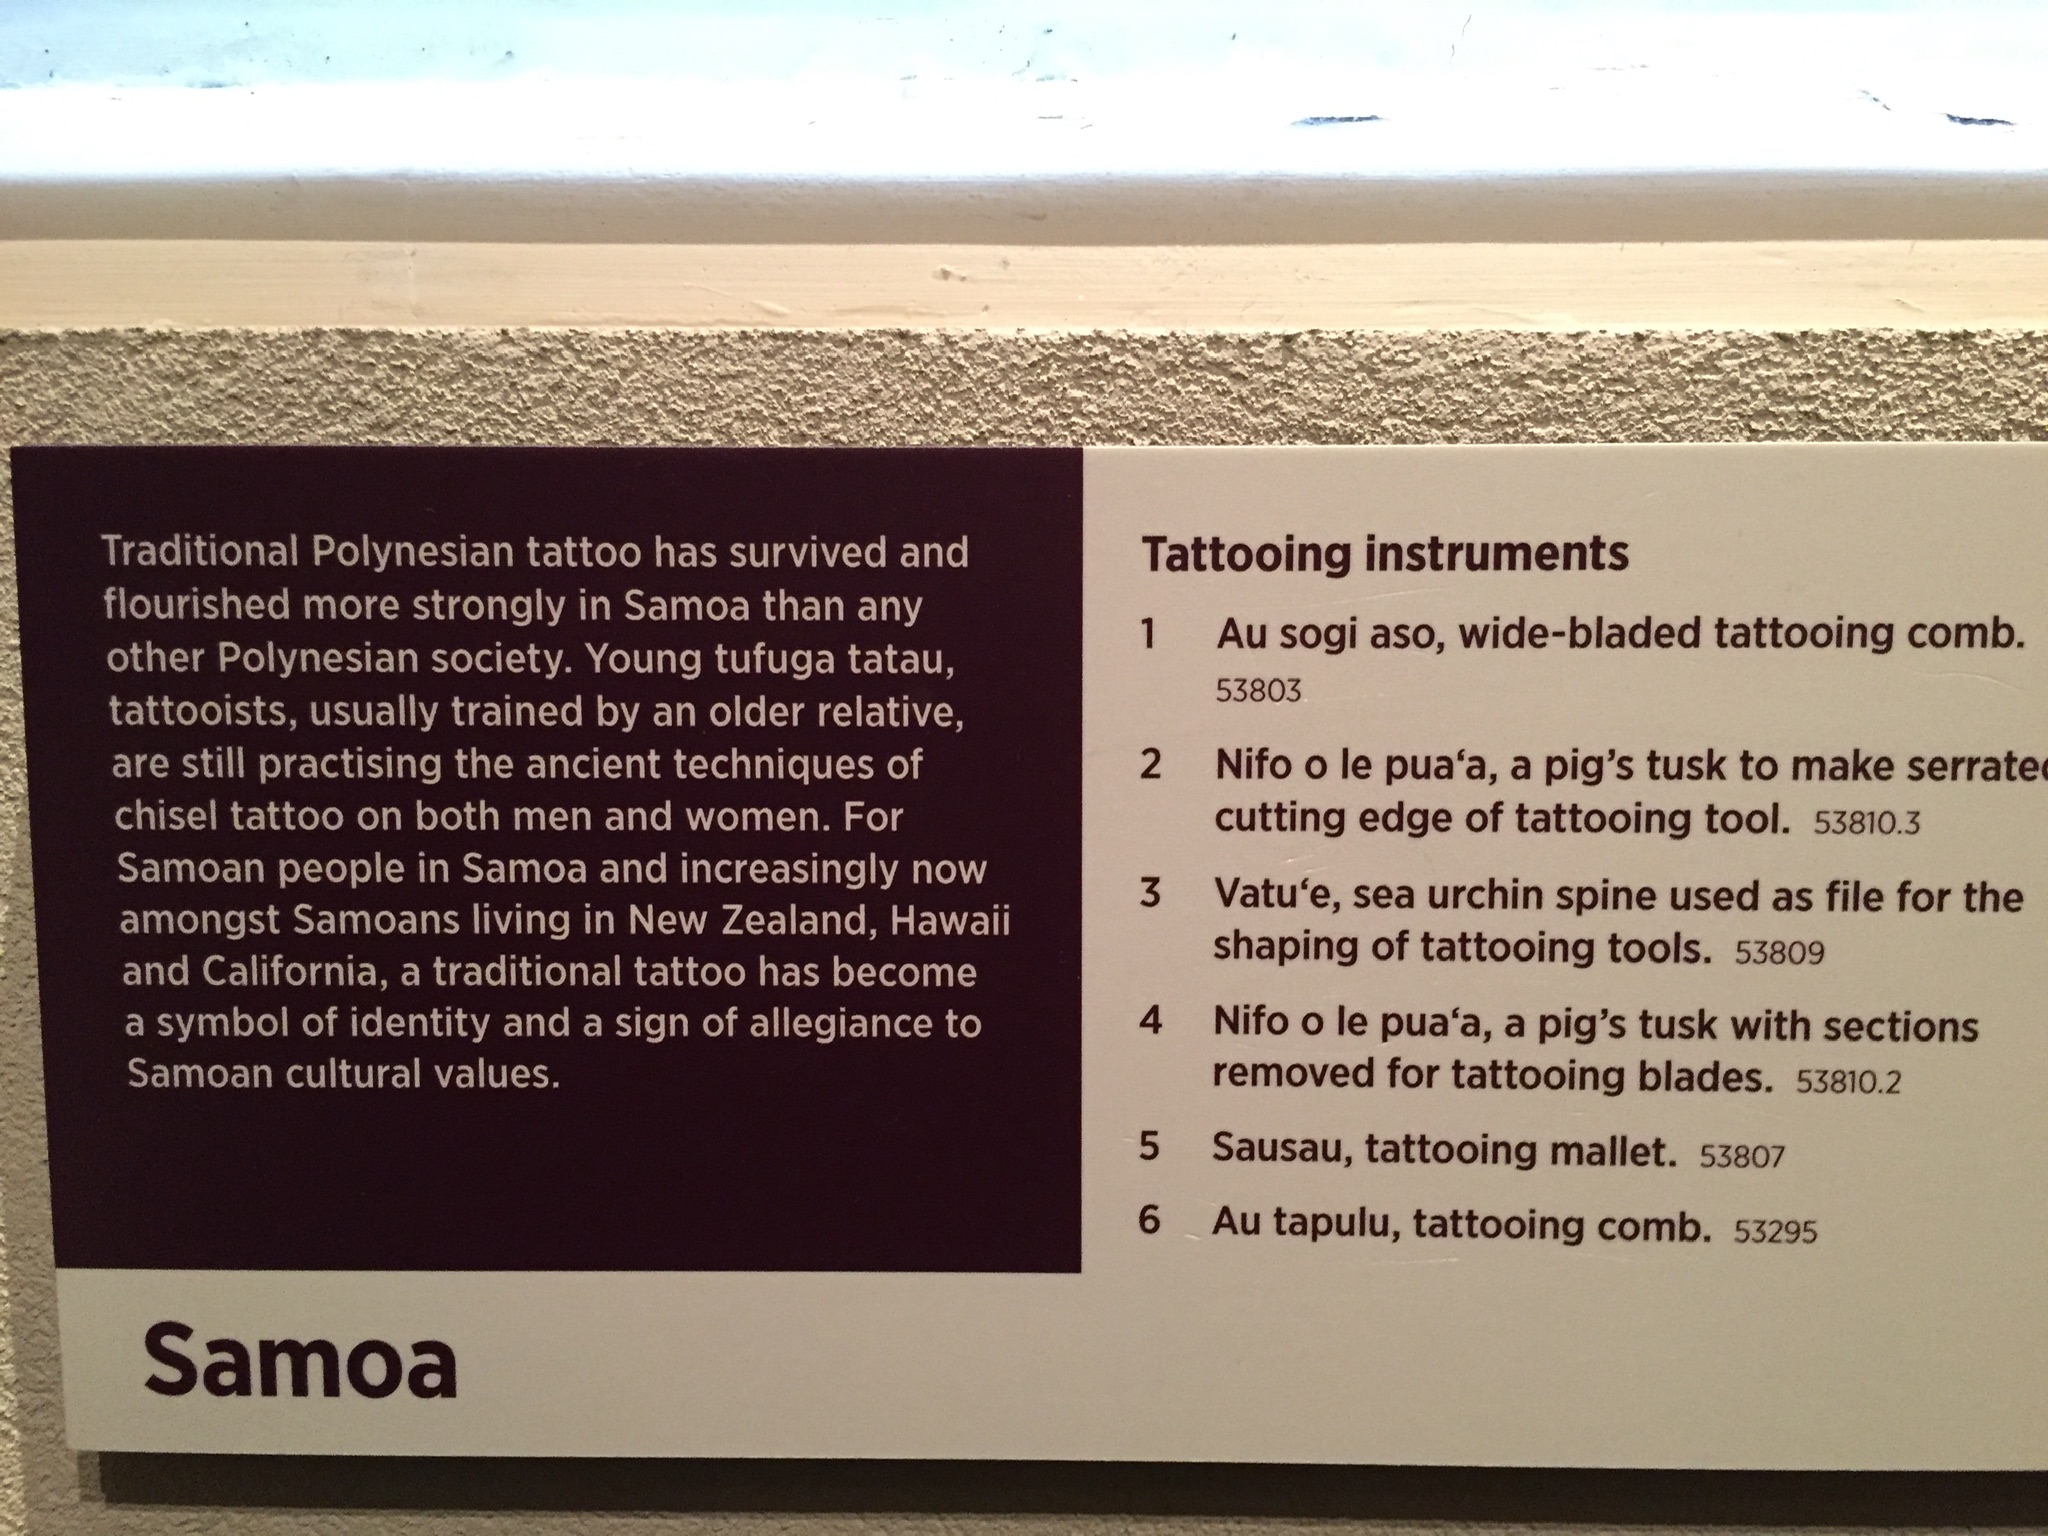 Traditional Polynesian tattoo has survived and
flourished more strongly in Samoa than any
other Polynesian society. Young tufuga tatau,
tattooists, usually trained by an older relative,
are still practising the ancient techniques of
chisel tattoo on both men and women. For
Samoan people in Samoa and increasingly now
amongst Samoans living in New Zealand, Hawaii
and California, a traditional tattoo has become
a symbol of identity and a sign of allegiance to
Samoan cultural values.
Samoa
Tattooing instruments
1 Au sogi aso, wide-bladed tattooing comb.
53803
2 Nifo o le pua‘a, a pig’s tusk to make serrated
cutting edge of tattooing tool. 53810.3
3 Vatu‘e, sea urchin spine used as file for the
shaping of tattooing tools. 53809
4 Nifo o le pua‘a, a pig’s tusk with sections
removed for tattooing blades. 53810.2
5 Sausau, tattooing mallet. 53807
6 Au tapulu, tattooing comb. 53295